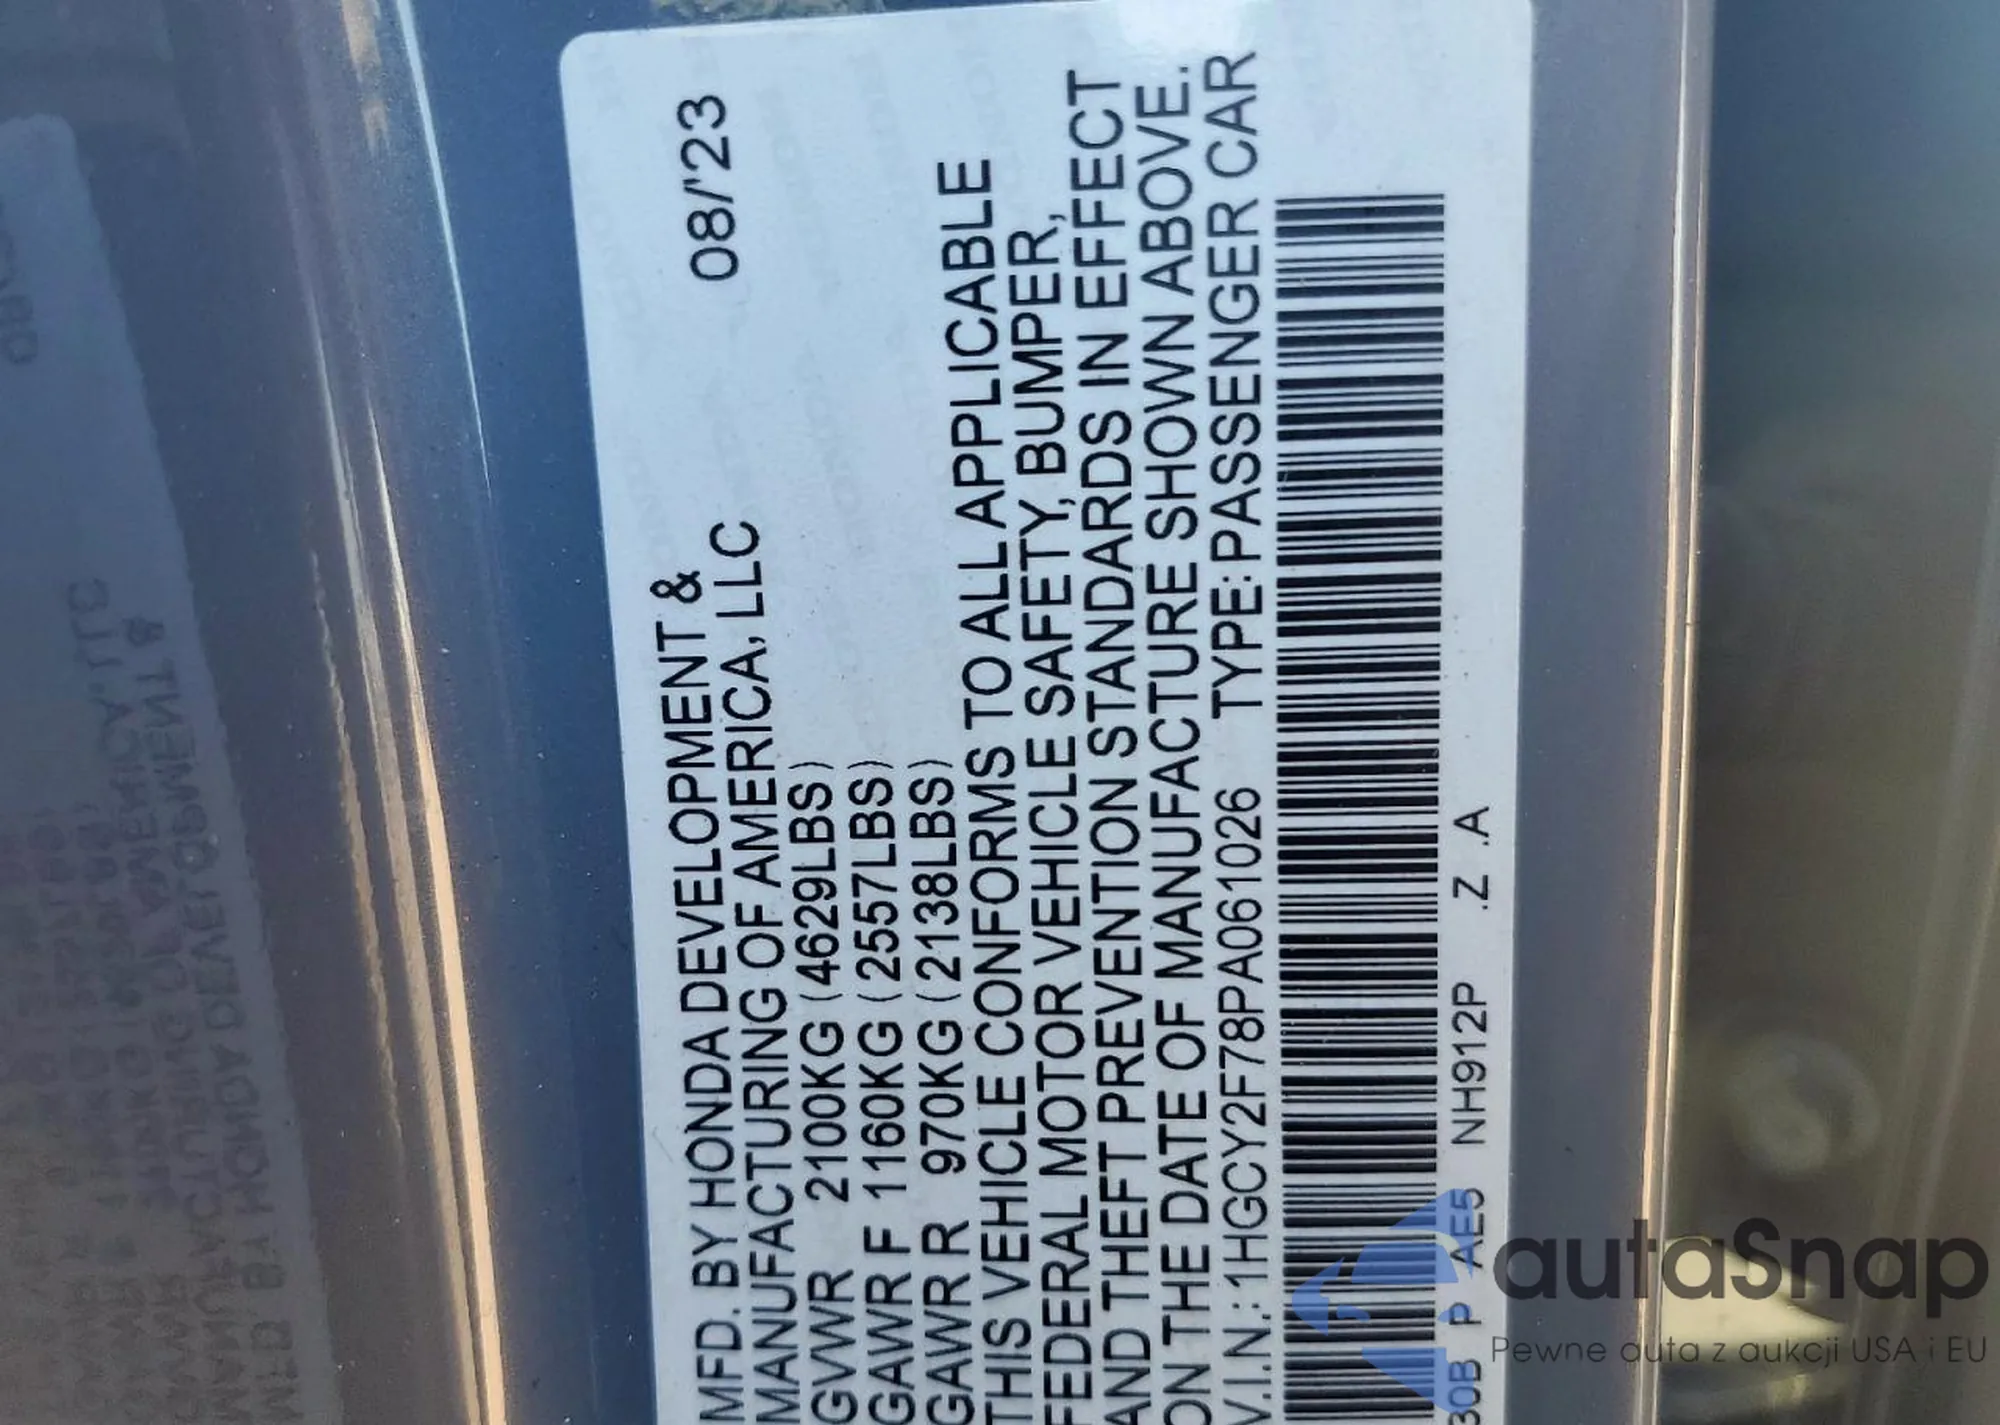 MFD. BY HONDA DEVELOPMENT & 08/'23
MANUFACTURING OF AMERICA, LLC
GVWR 2100KG (4629LBS)
GAWR F 1160KG (2557LBS)
GAWR R 970KG (2138LBS)
THIS VEHICLE CONFORMS TO ALL APPLICABLE
FEDERAL MOTOR VEHICLE SAFETY, BUMPER,
AND THEFT PREVENTION STANDARDS IN EFFECT
ON THE DATE OF MANUFACTURE SHOWN ABOVE.
V.I.N.: 1HGCY2F78PA061026 TYPE:PASSENGER CAR
30B P AE5 NH912P .Z .A
autaSnap
Pewne auta z aukcji USA i EU